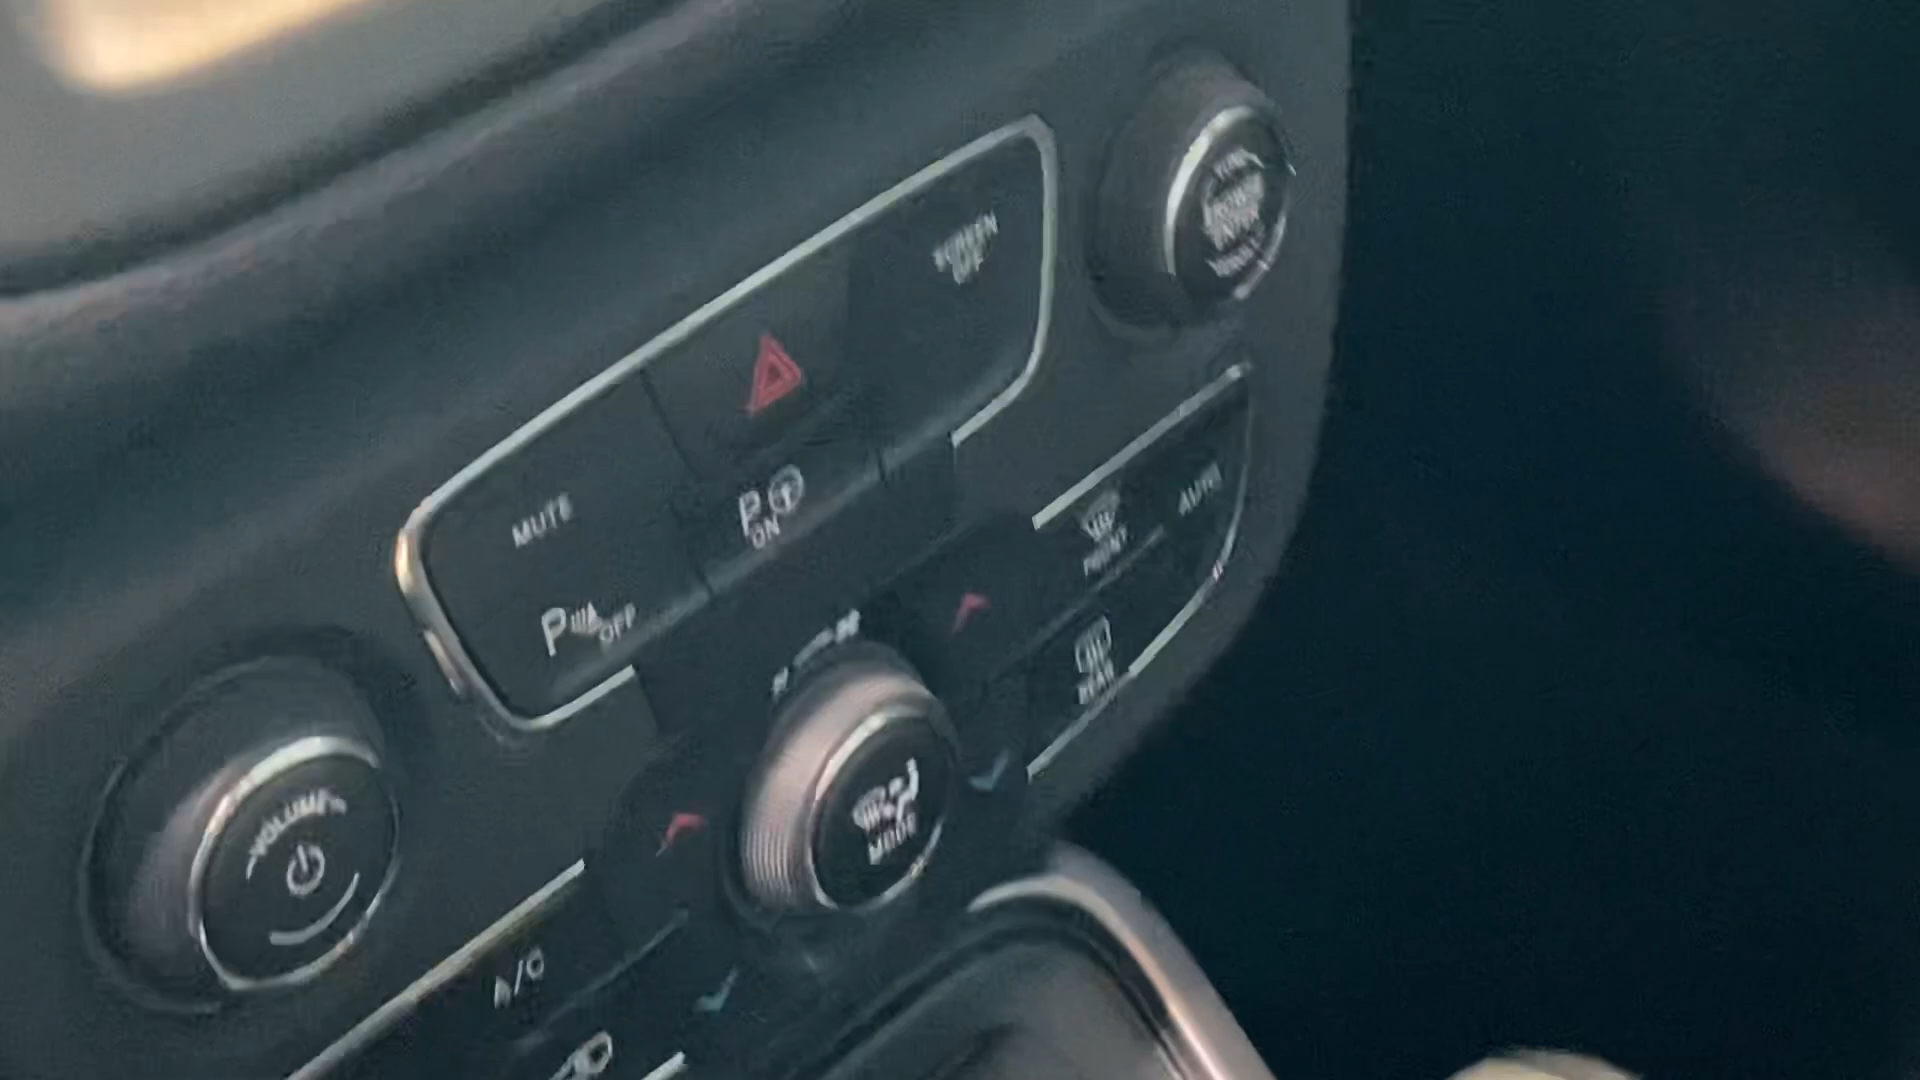 SCREEN
OFF
MUTE
P
ON
P OFF
FRONT
AUTO
REAR
VOLUME
MODE
A/C